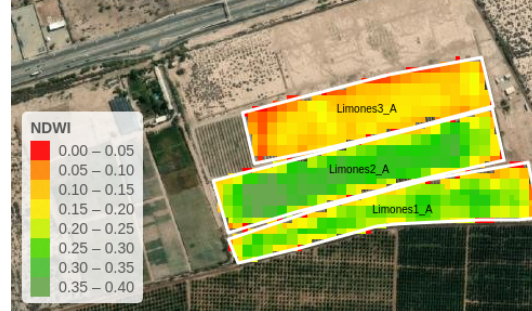 Limones3_A
Limones2_A
Limones1_A
NDWI
0.00 – 0.05
0.05 – 0.10
0.10 – 0.15
0.15 – 0.20
0.20 – 0.25
0.25 – 0.30
0.30 – 0.35
0.35 – 0.40